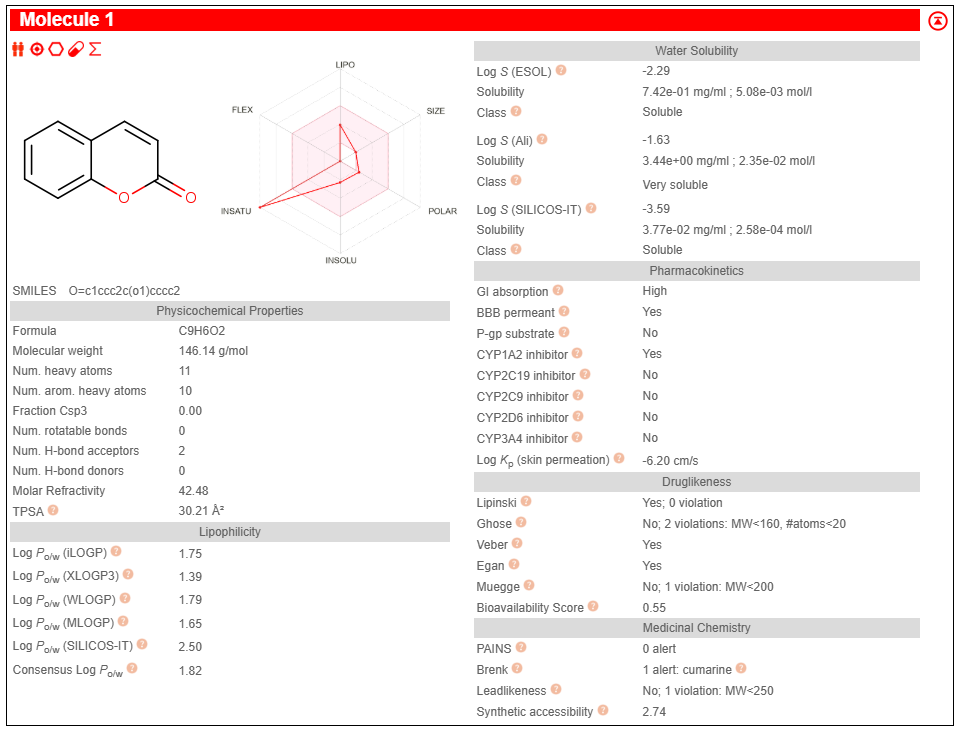 Molecule 1
LIPO
FLEX
SIZE
INSATU
POLAR
INSOLU
O
O
SMILES O=c1ccc2c(o1)cccc2
Physicochemical Properties
Formula C9H6O2
Molecular weight 146.14 g/mol
Num. heavy atoms 11
Num. arom. heavy atoms 10
Fraction Csp3 0.00
Num. rotatable bonds 0
Num. H-bond acceptors 2
Num. H-bond donors 0
Molar Refractivity 42.48
TPSA ? 30.21 Å²
Lipophilicity
Log Po/w (iLOGP) ? 1.75
Log Po/w (XLOGP3) ? 1.39
Log Po/w (WLOGP) ? 1.79
Log Po/w (MLOGP) ? 1.65
Log Po/w (SILICOS-IT) ? 2.50
Consensus Log Po/w ? 1.82
Water Solubility
Log S (ESOL) ? -2.29
Solubility 7.42e-01 mg/ml ; 5.08e-03 mol/l
Class ? Soluble
Log S (Ali) ? -1.63
Solubility 3.44e+00 mg/ml ; 2.35e-02 mol/l
Class ? Very soluble
Log S (SILICOS-IT) ? -3.59
Solubility 3.77e-02 mg/ml ; 2.58e-04 mol/l
Class ? Soluble
Pharmacokinetics
GI absorption ? High
BBB permeant ? Yes
P-gp substrate ? No
CYP1A2 inhibitor ? Yes
CYP2C19 inhibitor ? No
CYP2C9 inhibitor ? No
CYP2D6 inhibitor ? No
CYP3A4 inhibitor ? No
Log Kp (skin permeation) ? -6.20 cm/s
Druglikeness
Lipinski ? Yes; 0 violation
Ghose ? No; 2 violations: MW<160, #atoms<20
Veber ? Yes
Egan ? Yes
Muegge ? No; 1 violation: MW<200
Bioavailability Score ? 0.55
Medicinal Chemistry
PAINS ? 0 alert
Brenk ? 1 alert: cumarine ?
Leadlikeness ? No; 1 violation: MW<250
Synthetic accessibility ? 2.74